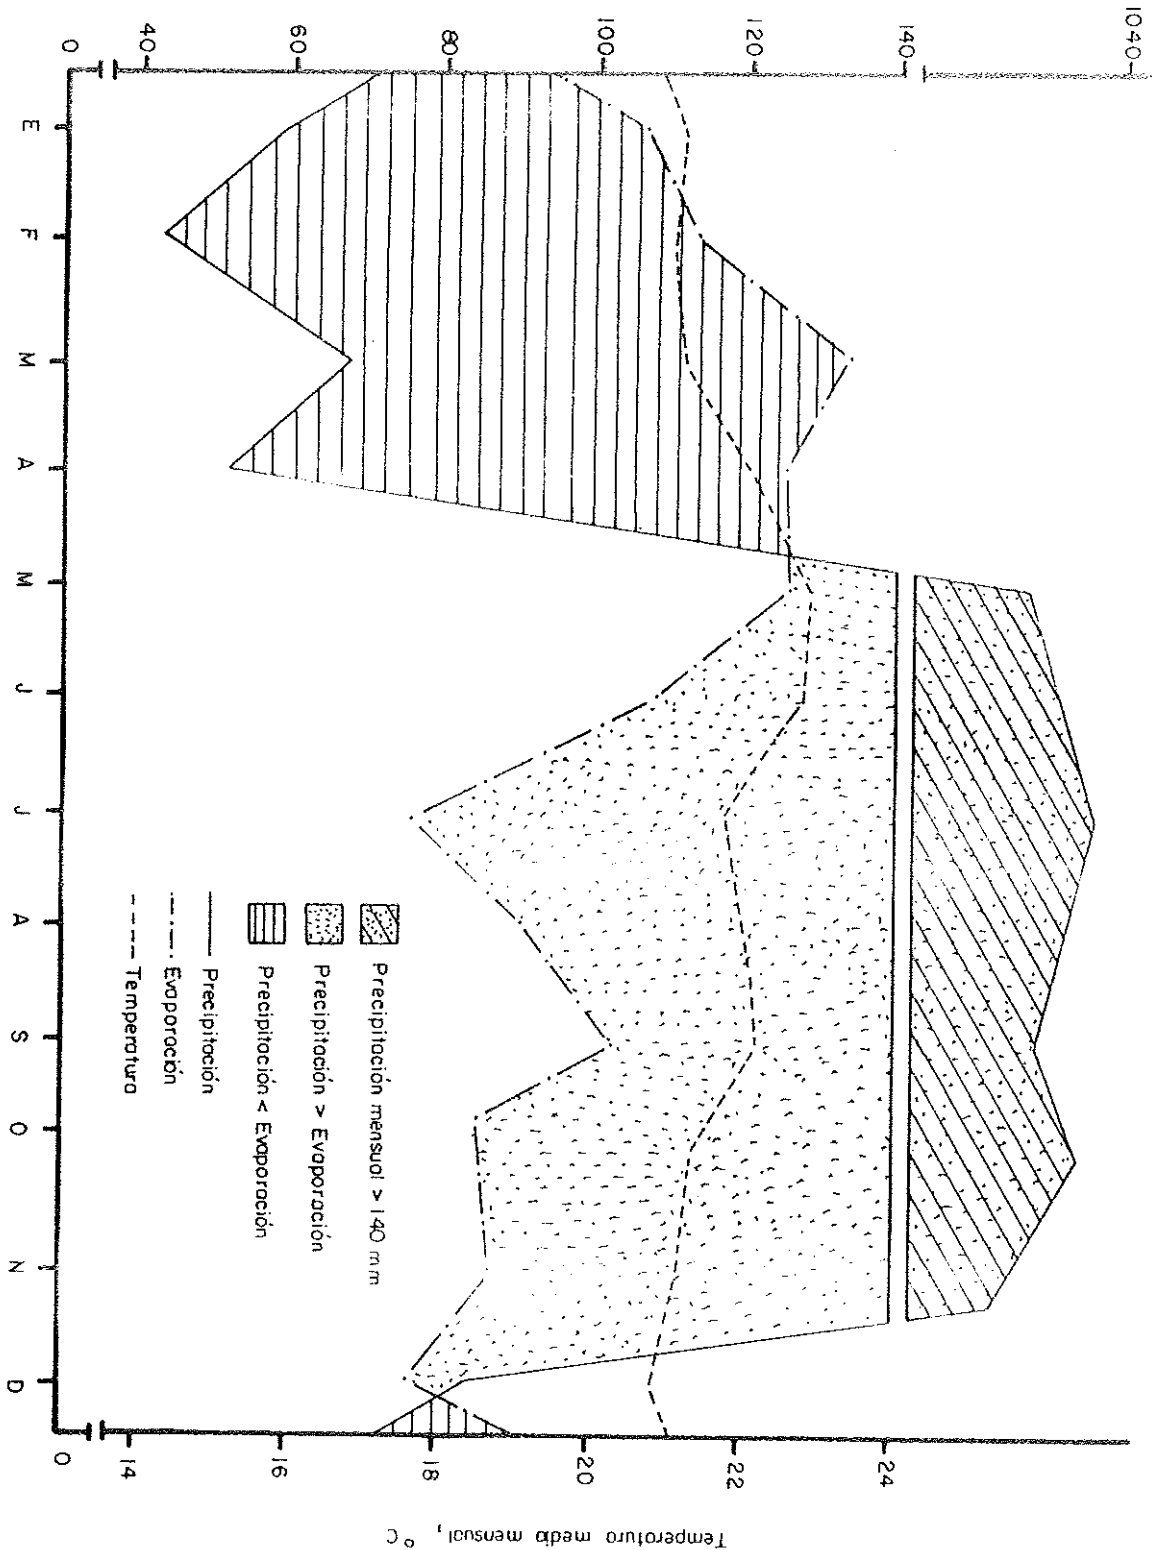 1040
140
120
100
80
60
40
0
E
F
M
A
M
J
J
A
S
O
N
D
24
22
20
18
16
14
0
Temperatura media mensual, °C
Precipitación mensual > 140 mm
Precipitación > Evaporación
Precipitación < Evaporación
Precipitación
Evaporación
Temperatura